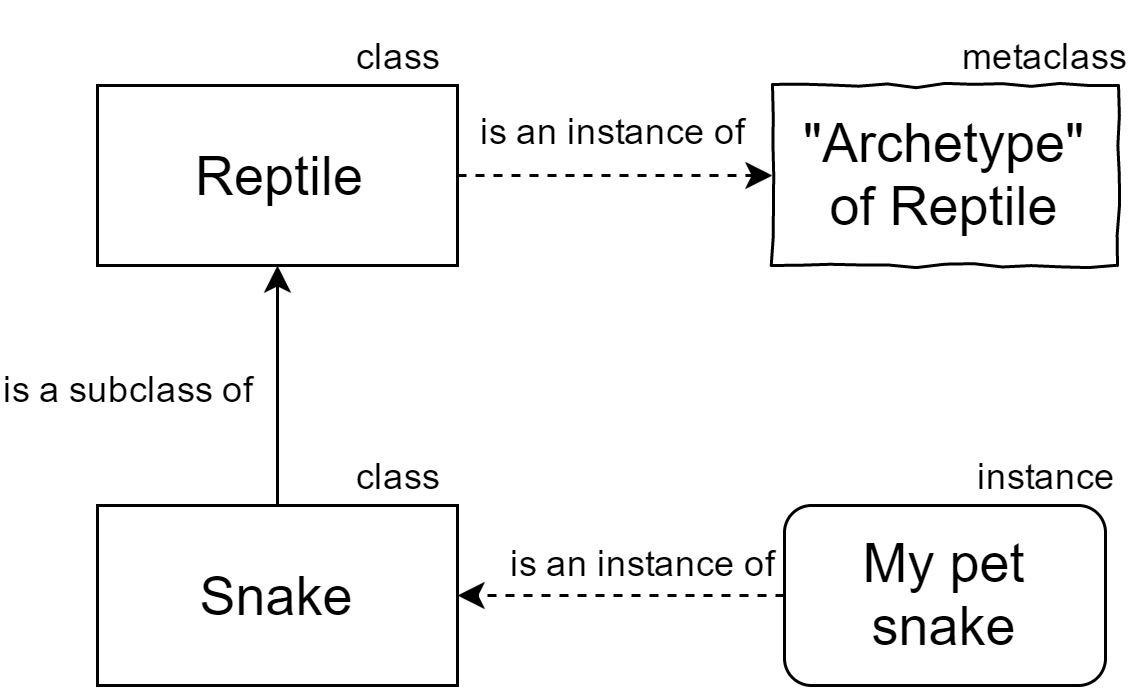 class
metaclass
Reptile
is an instance of
"Archetype"
of Reptile
is a subclass of
class
instance
Snake
is an instance of
My pet
snake